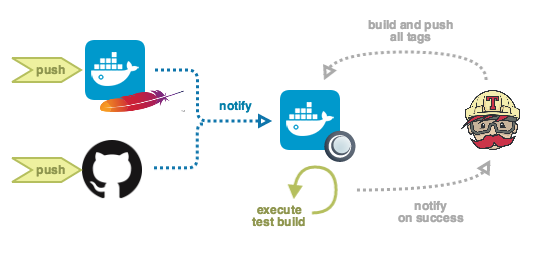 build and push
all tags
push
notify
T
push
execute
test build
notify
on success